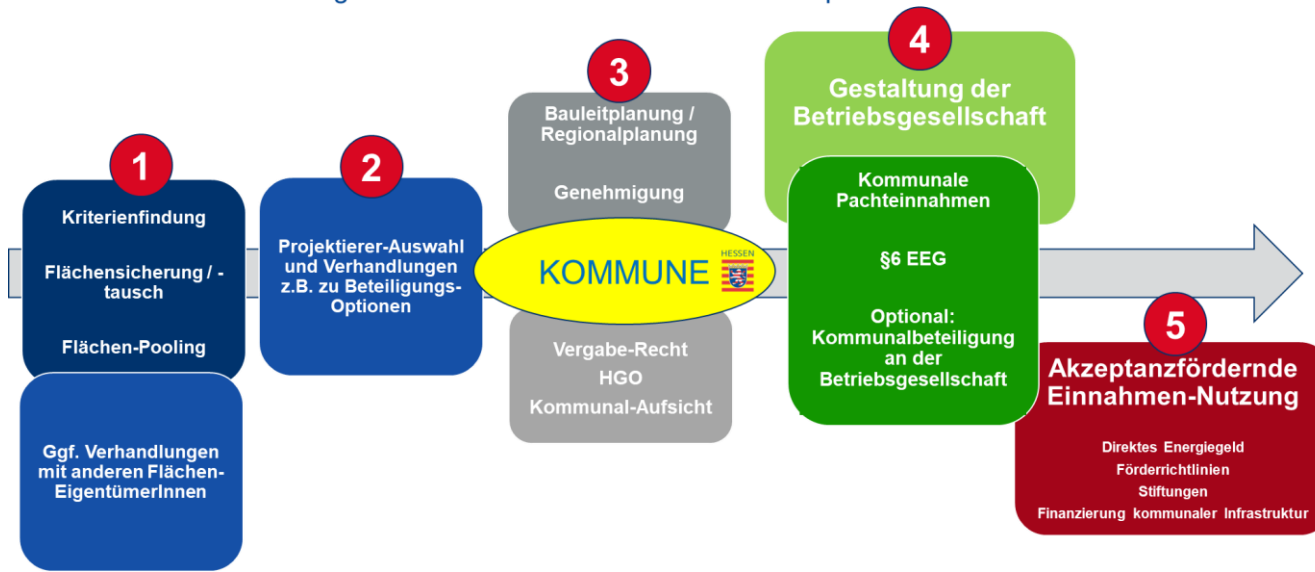 1
Kriterienfindung
Flächensicherung / -
tausch
Flächen-Pooling
Ggf. Verhandlungen
mit anderen Flächen-
EigentümerInnen
2
Projektierer-Auswahl
und Verhandlungen
z.B. zu Beteiligungs-
Optionen
3
Bauleitplanung /
Regionalplanung
Genehmigung
KOMMUNE
HESSEN
Vergabe-Recht
HGO
Kommunal-Aufsicht
4
Gestaltung der
Betriebsgesellschaft
Kommunale
Pachteinnahmen
§6 EEG
Optional:
Kommunalbeteiligung
an der
Betriebsgesellschaft
5
Akzeptanzfördernde
Einnahmen-Nutzung
Direktes Energiegeld
Förderrichtlinien
Stiftungen
Finanzierung kommunaler Infrastruktur